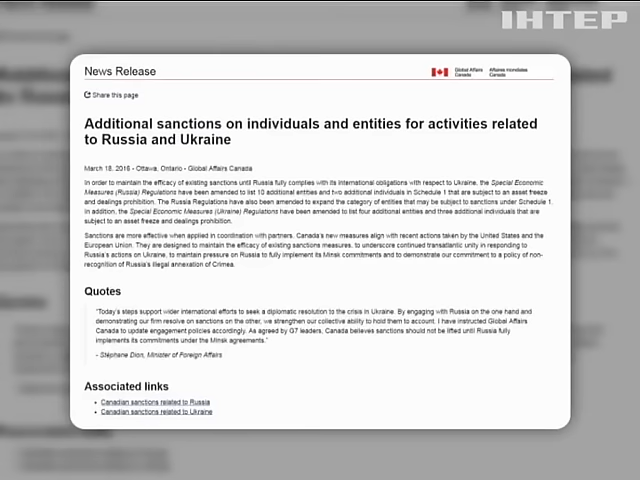 ІНТЕР
News Release
Global Affairs Affaires mondiales
Canada Canada
Share this page
Additional sanctions on individuals and entities for activities related
to Russia and Ukraine
March 18, 2016 - Ottawa, Ontario - Global Affairs Canada
In order to maintain the efficacy of existing sanctions until Russia fully complies with its international obligations with respect to Ukraine, the Special Economic
Measures (Russia) Regulations have been amended to list 10 additional entities and two additional individuals in Schedule 1 that are subject to an asset freeze
and dealings prohibition. The Russia Regulations have also been amended to expand the category of entities that may be subject to sanctions under Schedule 1.
In addition, the Special Economic Measures (Ukraine) Regulations have been amended to list four additional entities and three additional individuals that are
subject to an asset freeze and dealings prohibition.
Sanctions are more effective when applied in coordination with partners. Canada's new measures align with recent actions taken by the United States and the
European Union. They are designed to maintain the efficacy of existing sanctions measures, to underscore continued transatlantic unity in responding to
Russia's actions on Ukraine, to maintain pressure on Russia to fully implement its Minsk commitments and to demonstrate our commitment to a policy of non-
recognition of Russia's illegal annexation of Crimea.
Quotes
"Today's steps support wider international efforts to seek a diplomatic resolution to the crisis in Ukraine. By engaging with Russia on the one hand and
demonstrating our firm resolve on sanctions on the other, we strengthen our collective ability to hold them to account. I have instructed Global Affairs
Canada to update engagement policies accordingly. As agreed by G7 leaders, Canada believes sanctions should not be lifted until Russia fully
implements its commitments under the Minsk agreements."
- Stéphane Dion, Minister of Foreign Affairs
Associated links
• Canadian sanctions related to Russia
• Canadian sanctions related to Ukraine